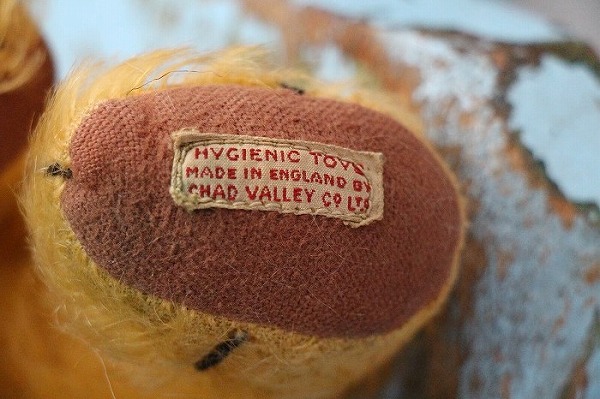 HYGIENIC TOYS
MADE IN ENGLAND BY
CHAD VALLEY Co LTD